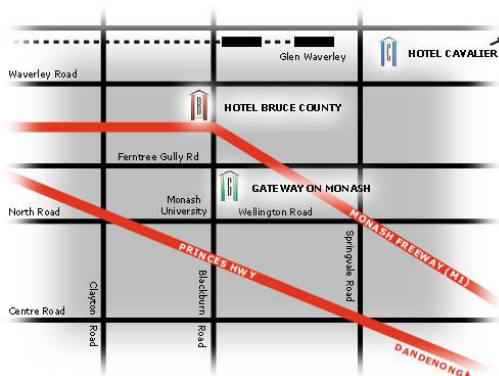 Glen Waverley
HOTEL CAVALIER
Waverley Road
B
HOTEL BRUCE COUNTY
Ferntree Gully Rd
G
GATEWAY ON MONASH
Monash
University
North Road
Wellington Road
MONASH FREEWAY (M1)
PRINCES HWY
Springvale Road
Clayton Road
Blackburn Road
Centre Road
DANDENONG